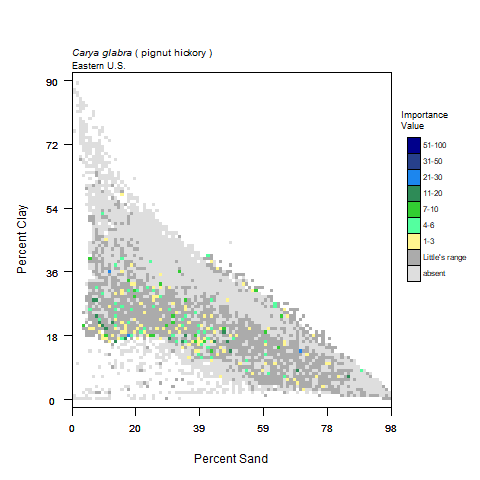 Carya glabra ( pignut hickory )
Eastern U.S.
Importance
Value
51-100
31-50
21-30
11-20
7-10
4-6
1-3
Little's range
absent
Percent Clay
90
72
54
36
18
0
0
20
39
59
78
98
Percent Sand